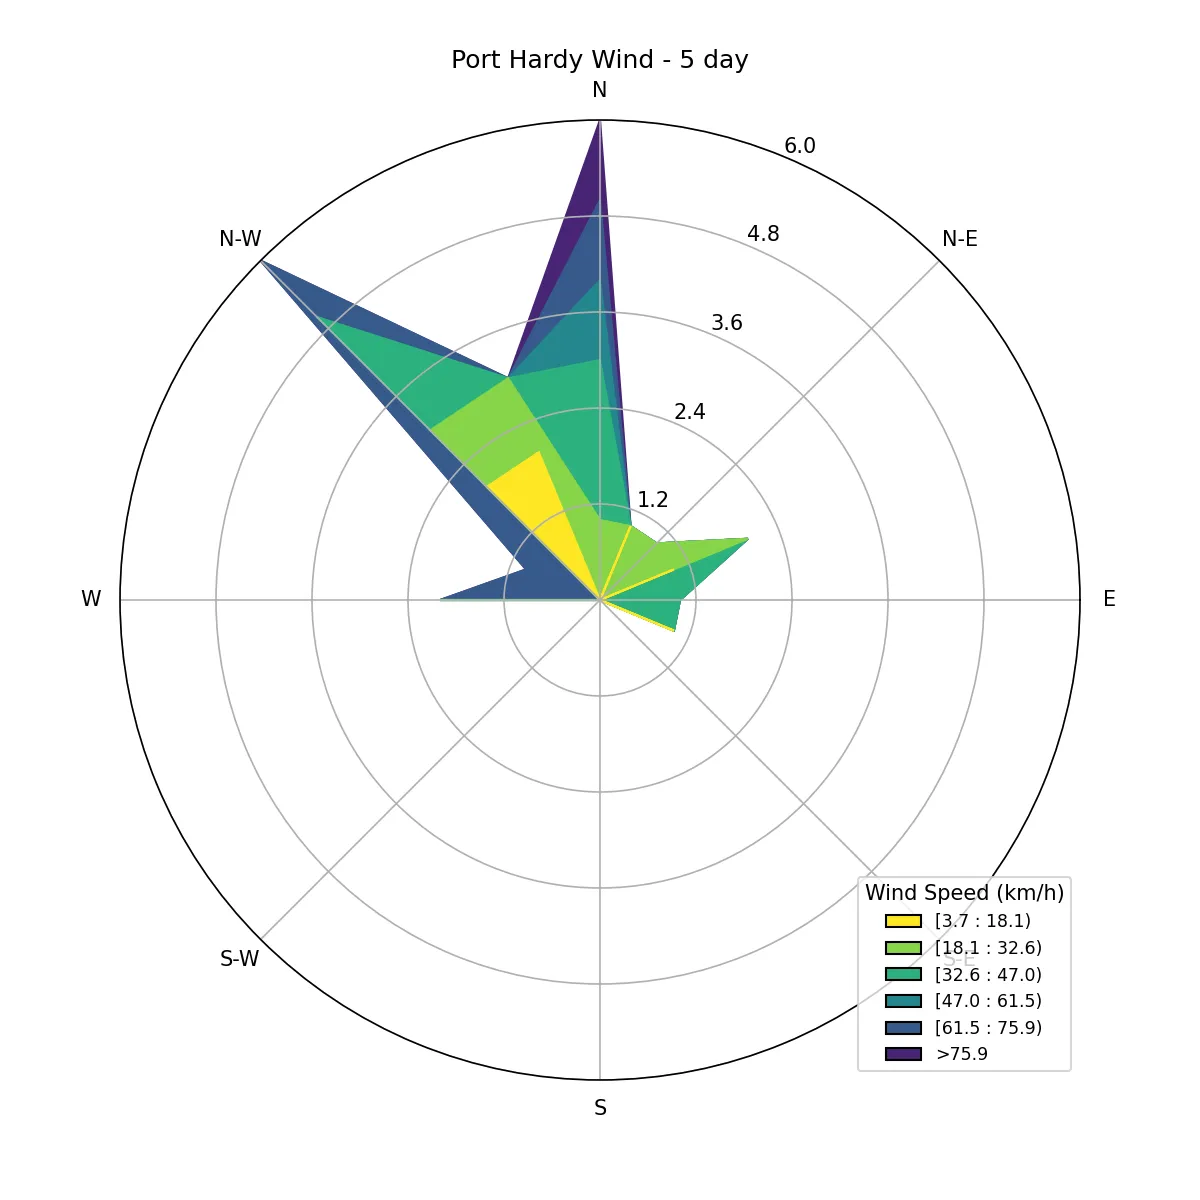 Port Hardy Wind - 5 day
N
6.0
N-W
N-E
4.8
3.6
2.4
1.2
W
E
Wind Speed (km/h)
[3.7 : 18.1)
[18.1 : 32.6)
S-W
S-E
[32.6 : 47.0)
[47.0 : 61.5)
[61.5 : 75.9)
>75.9
S